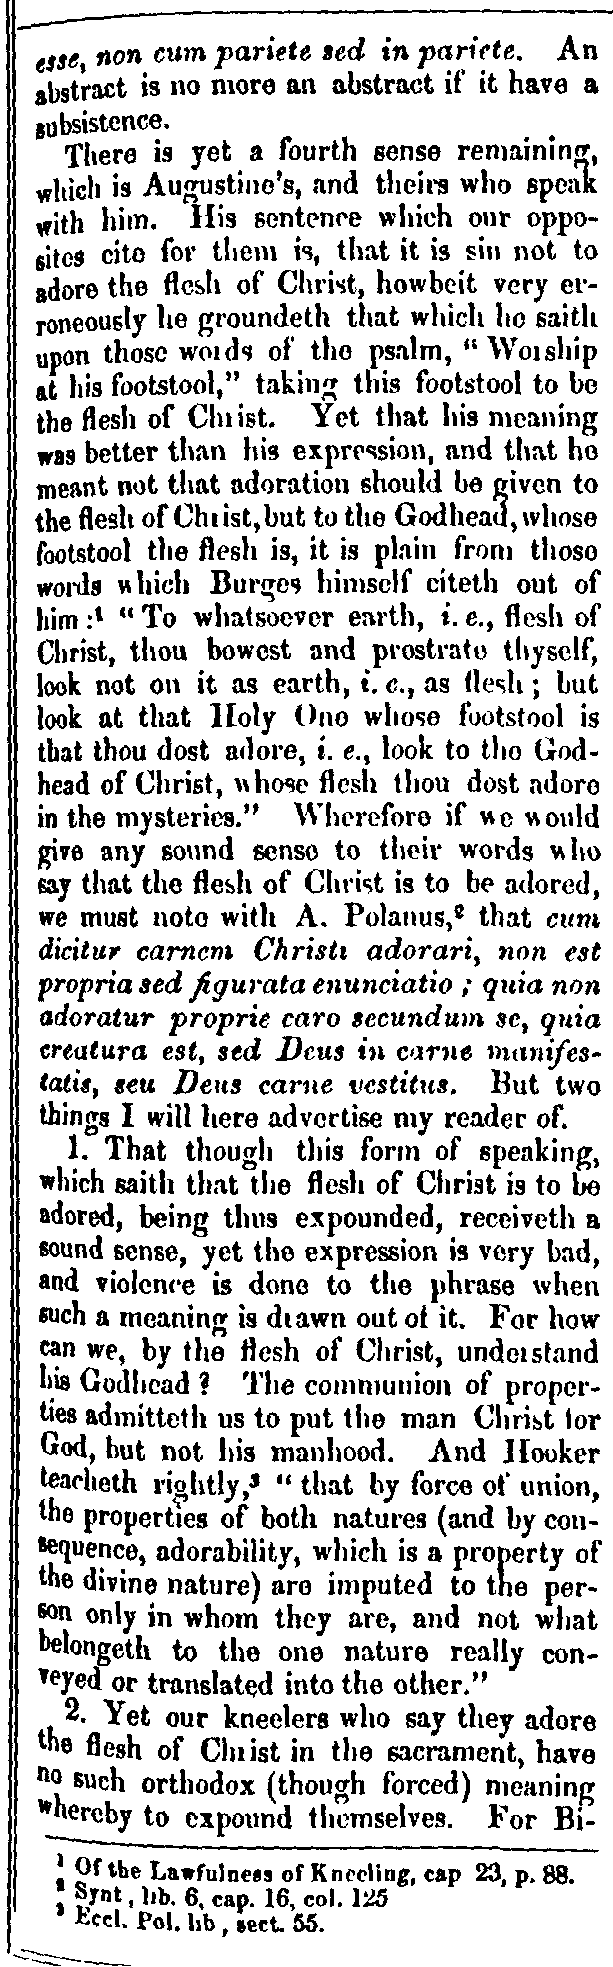 esse, non cum pariete sed in pariete. An
abstract is no more an abstract if it have a
subsistence.
There is yet a fourth sense remaining,
which is Augustine's, and theirs who speak
with him. His sentence which our oppo-
sites cite for them is, that it is sin not to
adore the flesh of Christ, howbeit very er-
roneously he groundeth that which he saith
upon those words of the psalm, "Worship
at his footstool," taking this footstool to be
the flesh of Christ. Yet that his meaning
was better than his expression, and that he
meant not that adoration should be given to
the flesh of Christ, but to the Godhead, whose
footstool the flesh is, it is plain from those
words which Burges himself citeth out of
him:¹ "To whatsoever earth, i. e., flesh of
Christ, thou bowest and prostrate thyself,
look not on it as earth, i. e., as flesh; but
look at that Holy One whose footstool is
that thou dost adore, i. e., look to the God-
head of Christ, whose flesh thou dost adore
in the mysteries." Wherefore if we would
give any sound sense to their words who
say that the flesh of Christ is to be adored,
we must note with A. Polanus,² that cum
dicitur carnem Christi adorari, non est
propria sed figurata enunciatio; quia non
adoratur proprie caro secundum se, quia
creatura est, sed Deus in carne manifes-
tatis, seu Deus carne vestitus. But two
things I will here advertise my reader of.
1. That though this form of speaking,
which saith that the flesh of Christ is to be
adored, being thus expounded, receiveth a
sound sense, yet the expression is very bad,
and violence is done to the phrase when
such a meaning is drawn out of it. For how
can we, by the flesh of Christ, understand
his Godhead? The communion of proper-
ties admitteth us to put the man Christ for
God, but not his manhood. And Hooker
teacheth rightly,³ "that by force of union,
the properties of both natures (and by con-
sequence, adorability, which is a property of
the divine nature) are imputed to the per-
son only in whom they are, and not what
belongeth to the one nature really con-
veyed or translated into the other."
2. Yet our kneelers who say they adore
the flesh of Christ in the sacrament, have
no such orthodox (though forced) meaning
whereby to expound themselves. For Bi-
¹ Of the Lawfulness of Kneeling, cap 23, p. 88.
² Synt, lib. 6, cap. 16, col. 125
³ Eccl. Pol. lib, sect. 55.